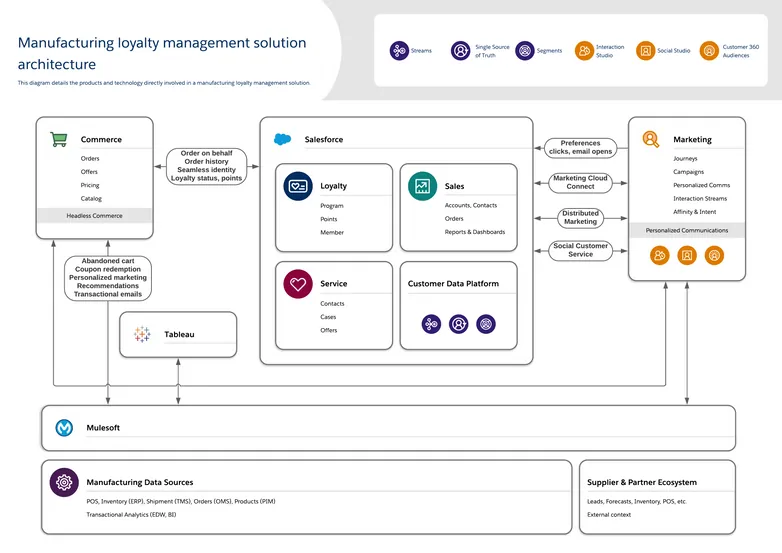 Manufacturing loyalty management solution
architecture
This diagram details the products and technology directly involved in a manufacturing loyalty management solution.
Streams
Single Source
of Truth
Segments
Interaction
Studio
Social Studio
Customer 360
Audiences
Commerce
Orders
Offers
Pricing
Catalog
Headless Commerce
Order on behalf
Order history
Seamless identity
Loyalty status, points
Salesforce
Loyalty
Program
Points
Member
Sales
Accounts, Contacts
Orders
Reports & Dashboards
Service
Contacts
Cases
Offers
Customer Data Platform
Preferences
clicks, email opens
Marketing Cloud
Connect
Distributed
Marketing
Social Customer
Service
Marketing
Journeys
Campaigns
Personalized Comms
Interaction Streams
Affinity & Intent
Personalized Communications
Abandoned cart
Coupon redemption
Personalized marketing
Recommendations
Transactional emails
Tableau
Mulesoft
Manufacturing Data Sources
POS, Inventory (ERP), Shipment (TMS), Orders (OMS), Products (PIM)
Transactional Analytics (EDW, BI)
Supplier & Partner Ecosystem
Leads, Forecasts, Inventory, POS, etc.
External context